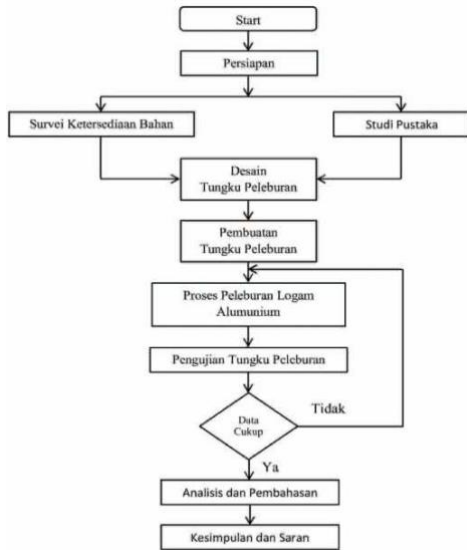 Start
Persiapan
Survei Ketersediaan Bahan
Studi Pustaka
Desain
Tungku Peleburan
Pembuatan
Tungku Peleburan
Proses Peleburan Logam
Alumunium
Pengujian Tungku Peleburan
Data
Cukup
Tidak
Ya
Analisis dan Pembahasan
Kesimpulan dan Saran